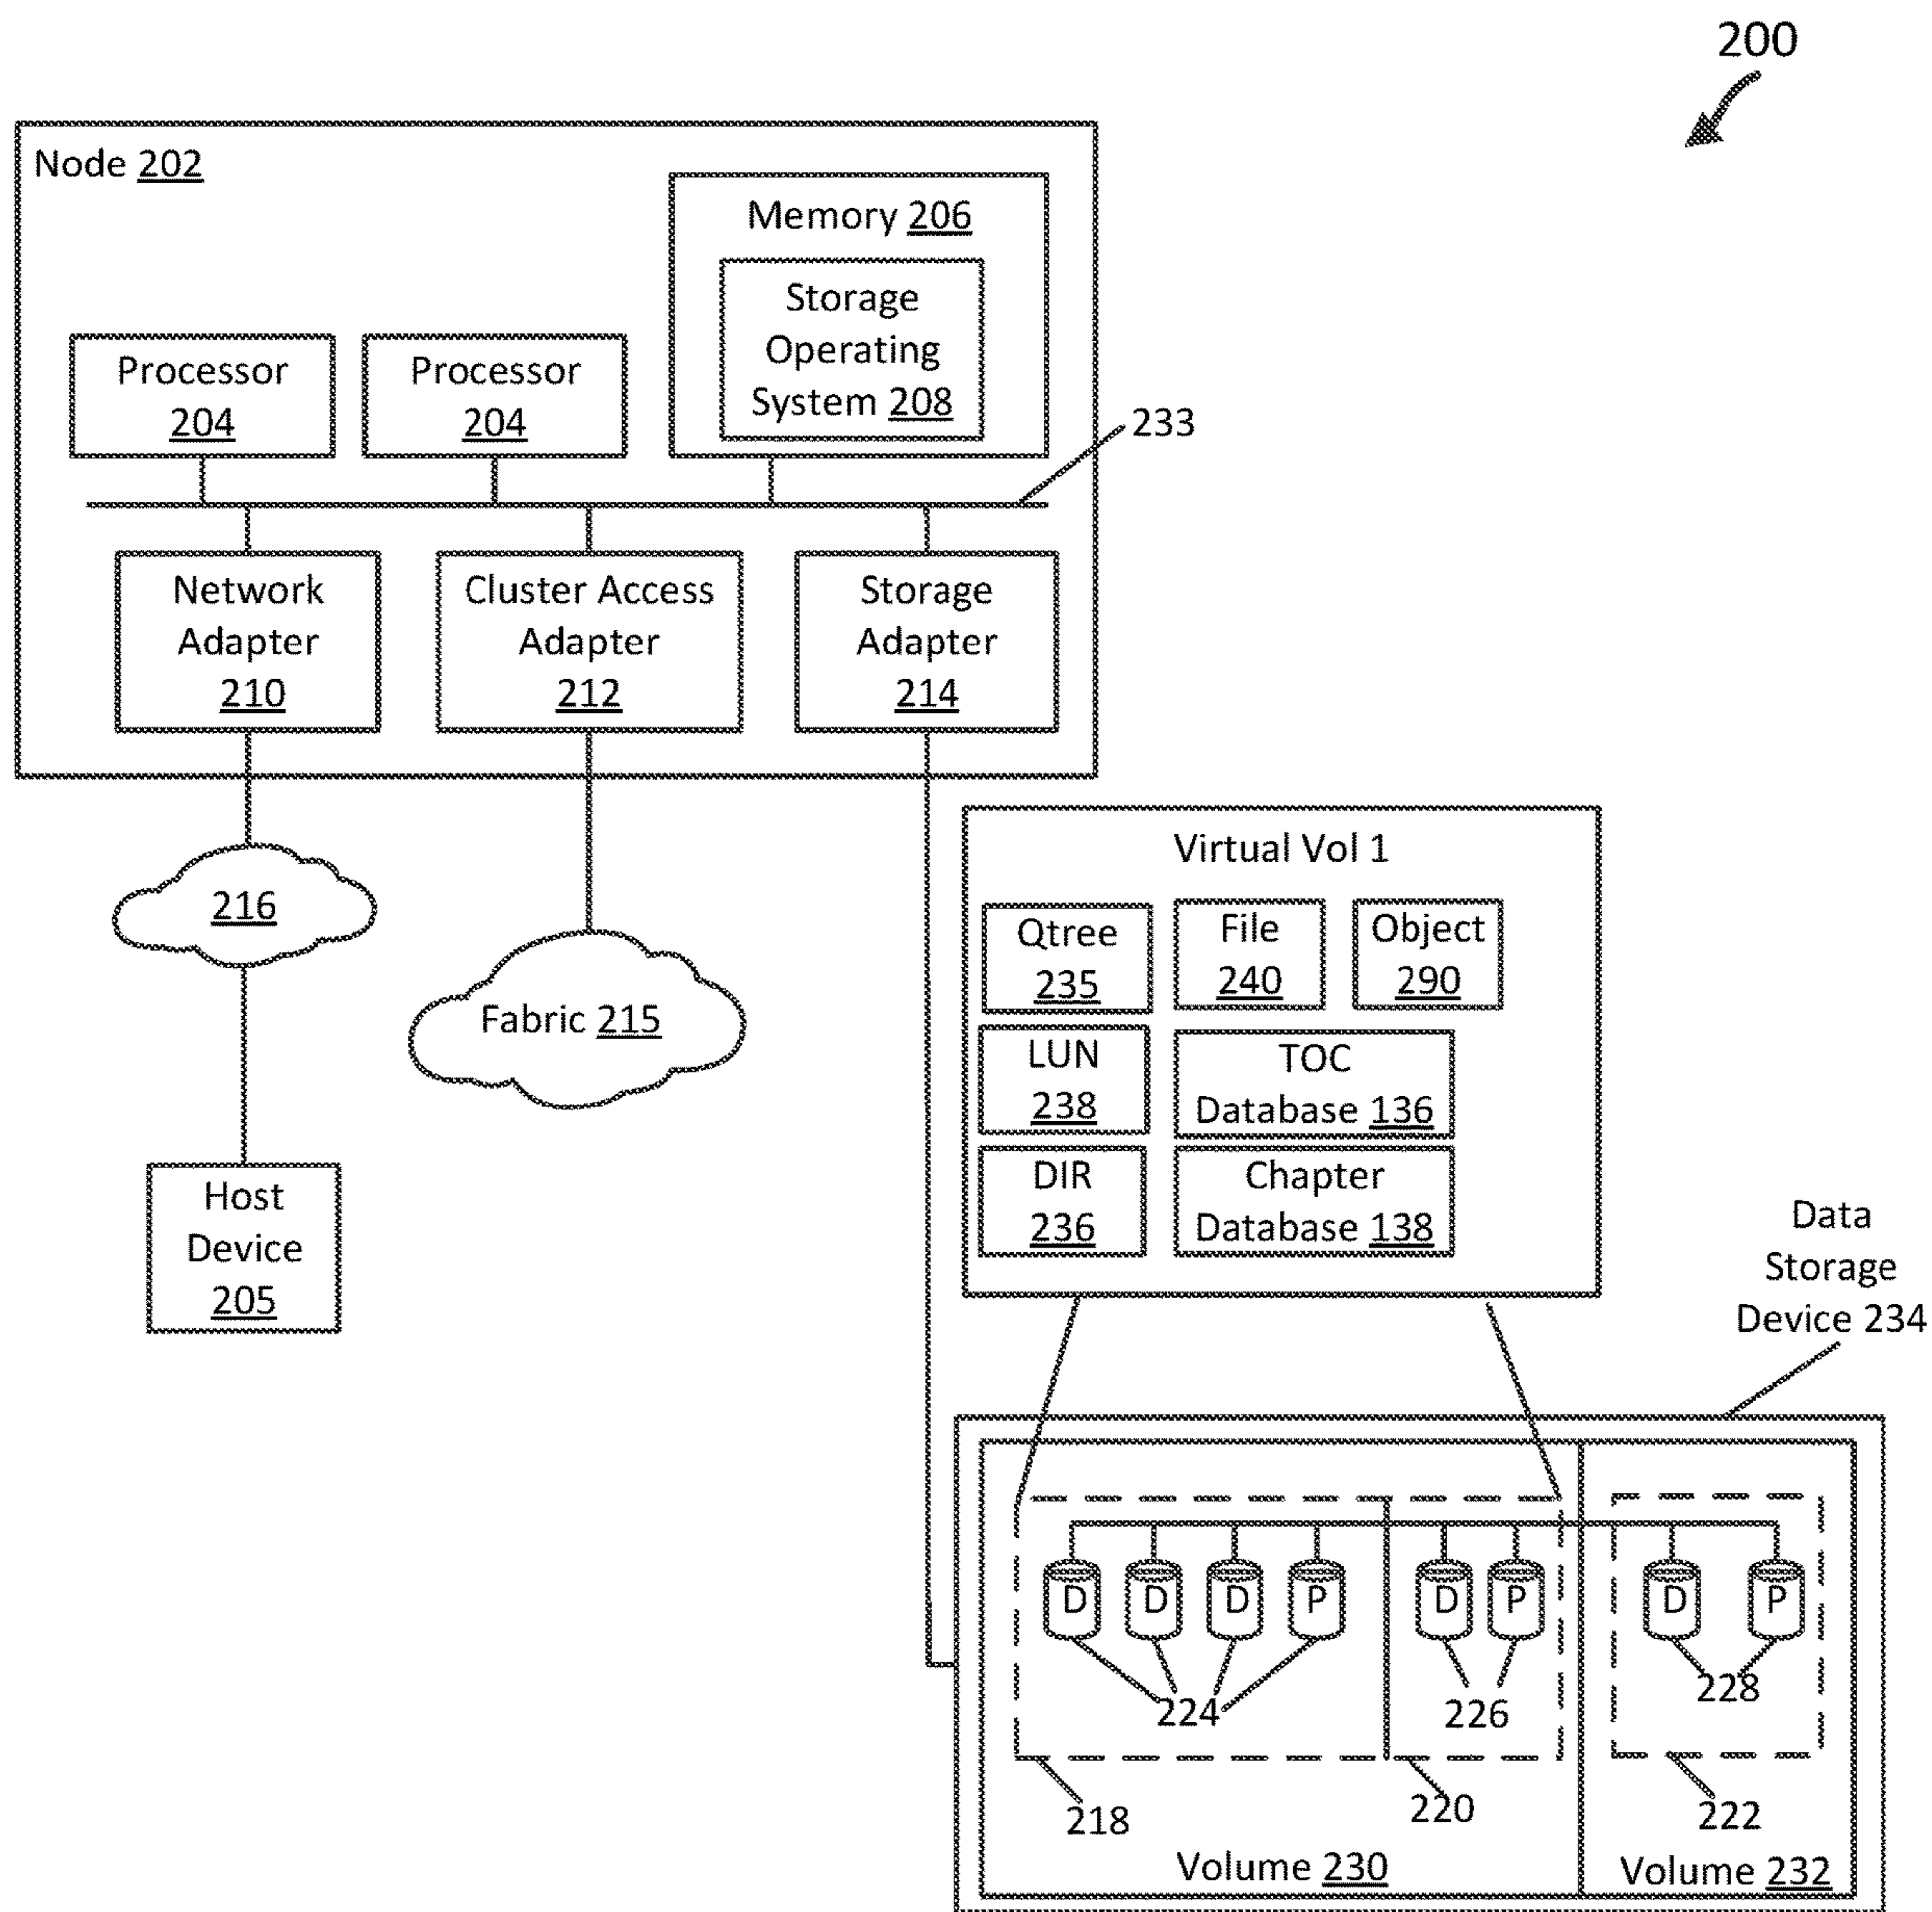 200
Node 202
Memory 206
Storage
Operating
System 208
Processor
204
Processor
204
233
Network
Adapter
210
Cluster Access
Adapter
212
Storage
Adapter
214
216
Fabric 215
Host
Device
205
Virtual Vol 1
Qtree
235
File
240
Object
290
LUN
238
TOC
Database 136
DIR
236
Chapter
Database 138
Data
Storage
Device 234
D
D
D
P
D
P
D
P
224
226
228
218
220
222
Volume 230
Volume 232